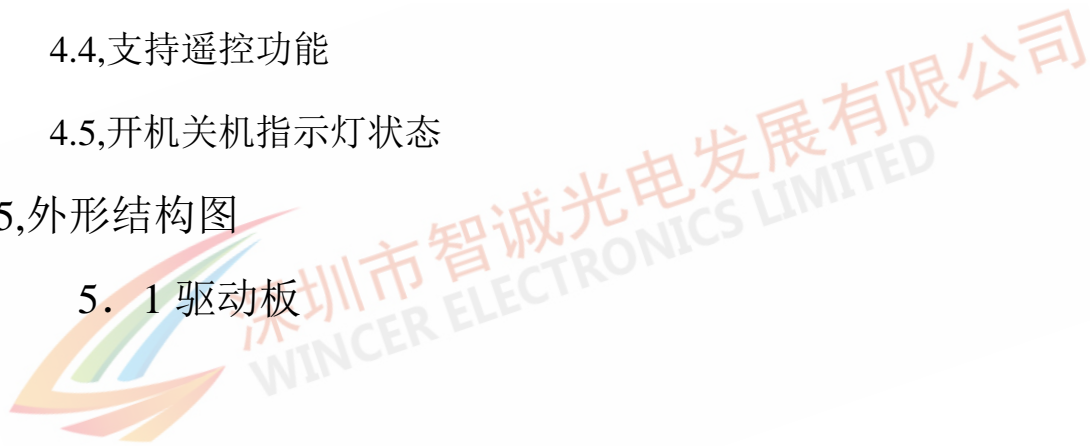 4.4,支持遥控功能
4.5,开机关机指示灯状态
5,外形结构图
5．1 驱动板
深圳市智诚光电发展有限公司
WINCER ELECTRONICS LIMITED